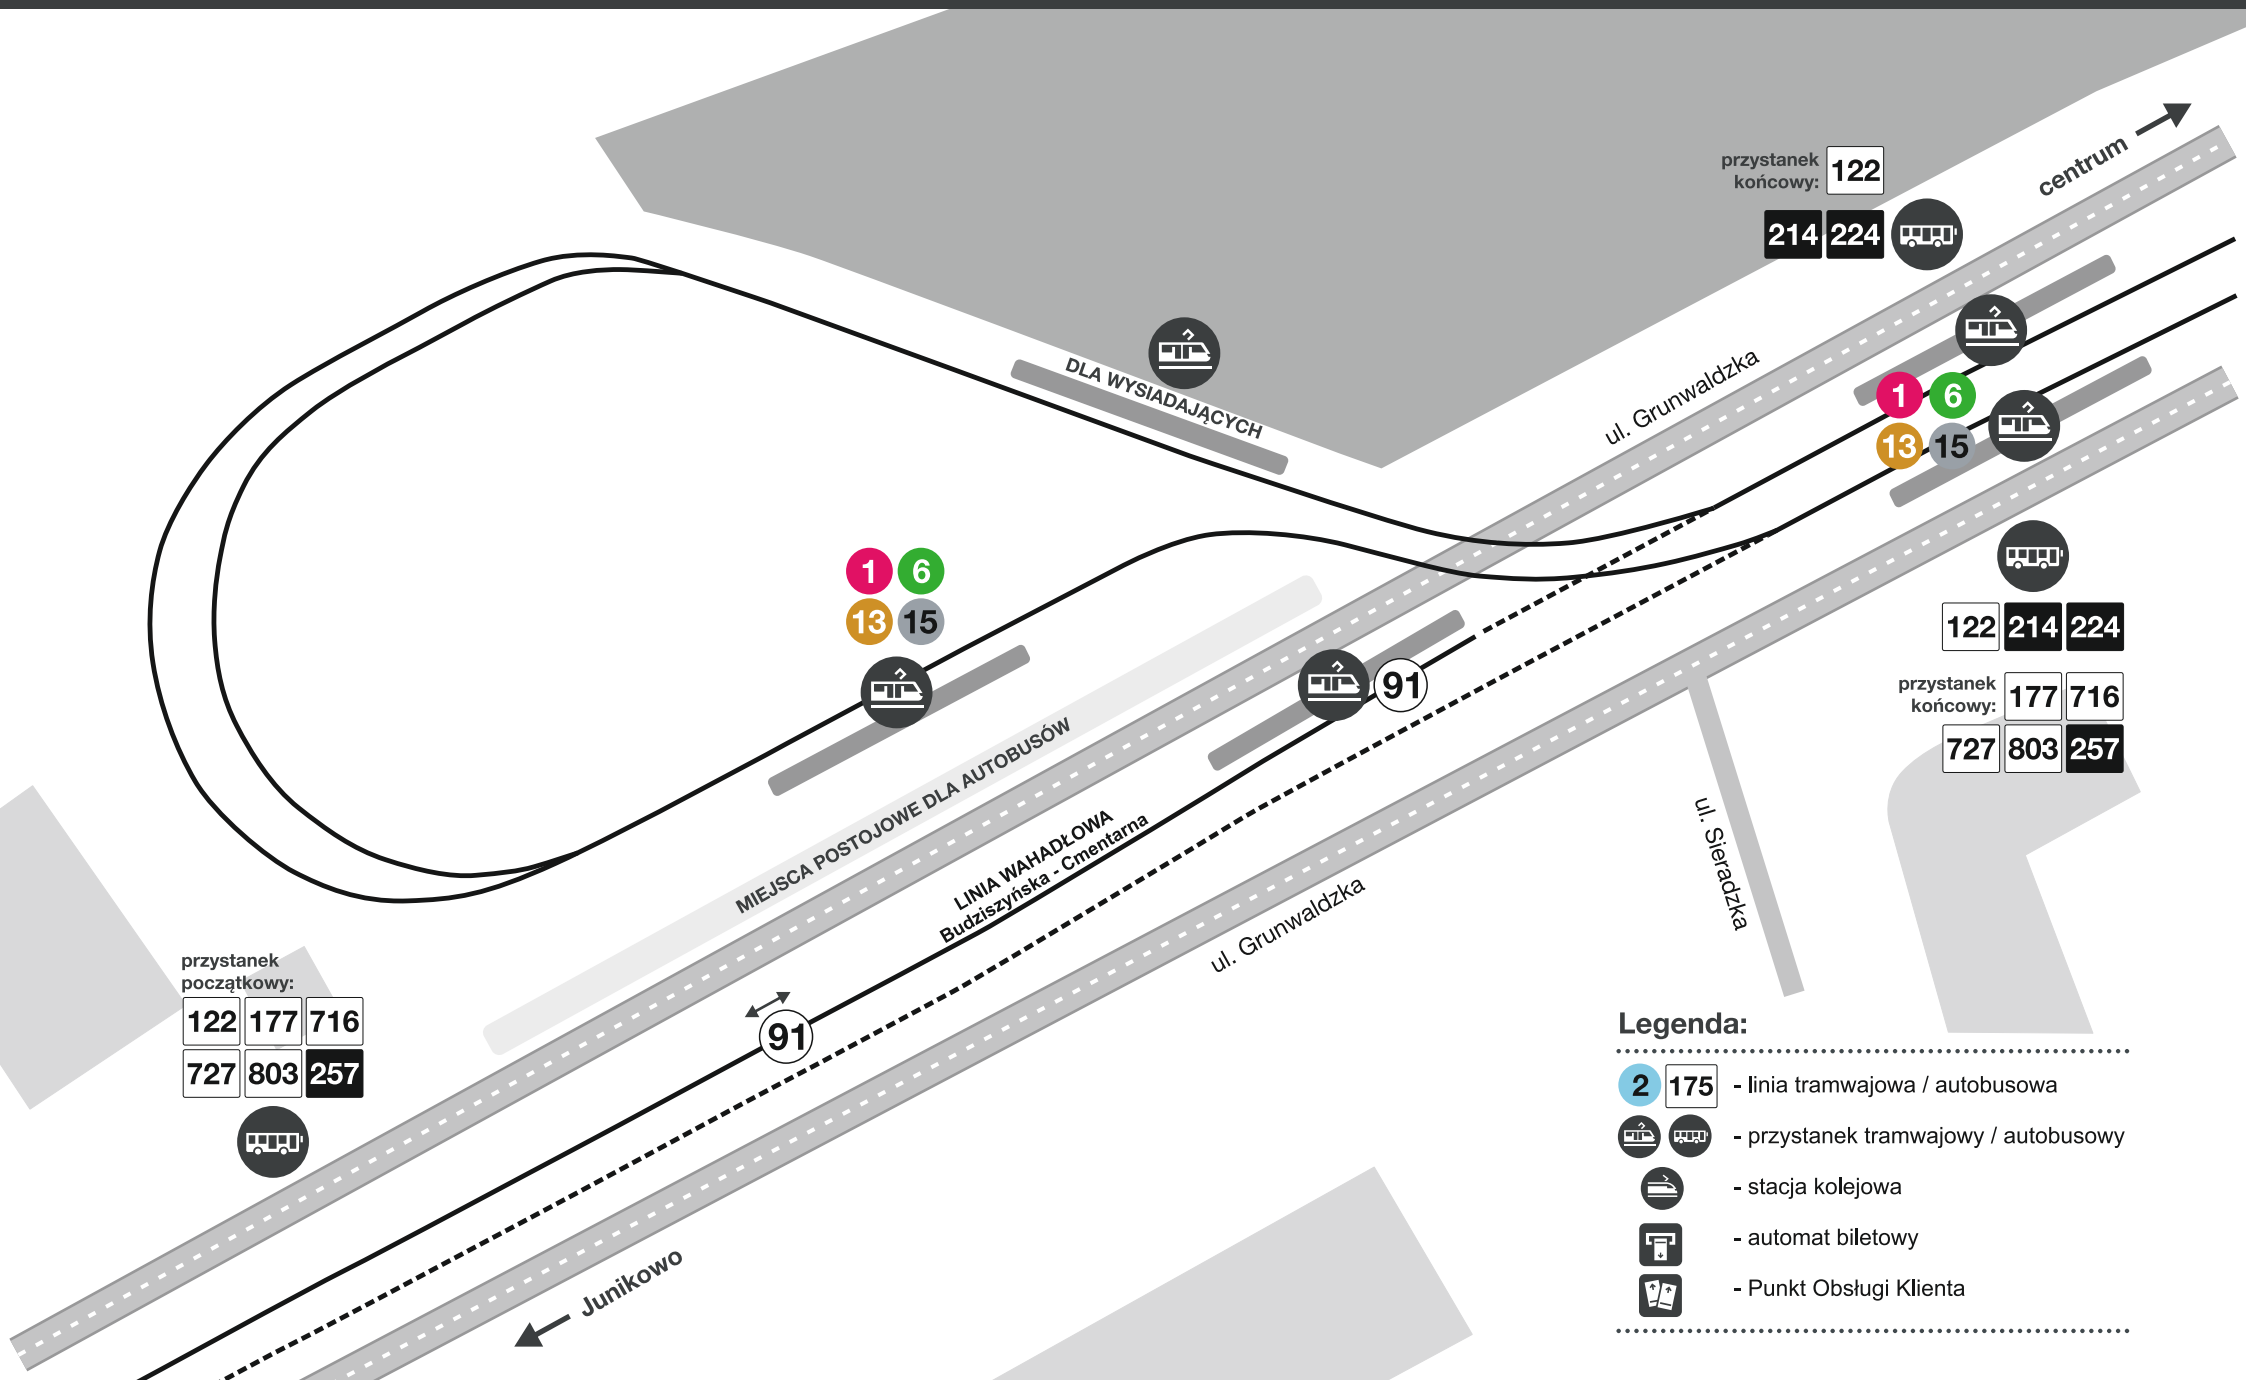 centrum
przystanek
końcowy:
122
214 224
ul. Grunwaldzka
DLA WYSIADAJĄCYCH
1 6
13 15
1 6
13 15
122 214 224
przystanek
końcowy:
177 716
727 803 257
91
MIEJSCA POSTOJOWE DLA AUTOBUSÓW
LINIA WAHADŁOWA
Budziszyńska - Cmentarna
ul. Sieradzka
ul. Grunwaldzka
przystanek
początkowy:
122 177 716
727 803 257
91
Junikowo
Legenda:
2 175 - linia tramwajowa / autobusowa
- przystanek tramwajowy / autobusowy
- stacja kolejowa
- automat biletowy
- Punkt Obsługi Klienta